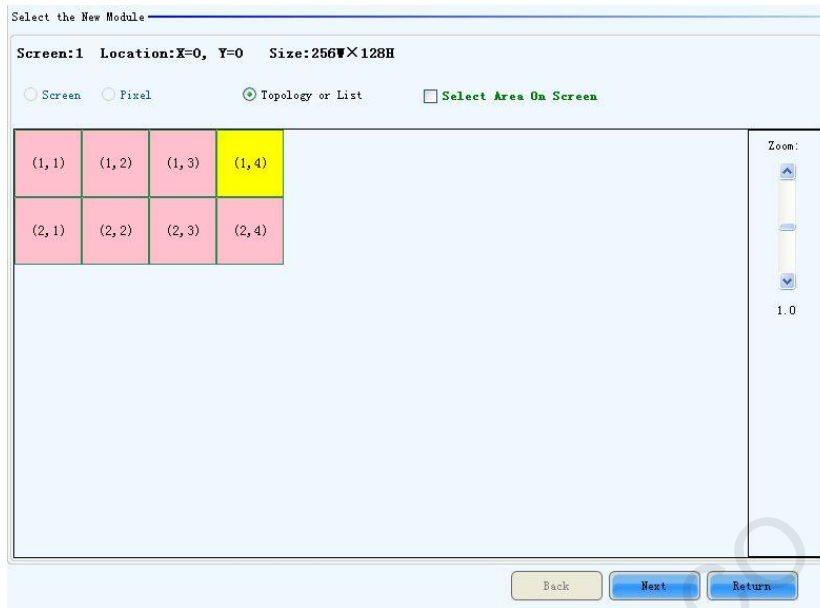 Select the New Module
Screen:1 Location:X=0, Y=0 Size:256W×128H
Screen Pixel Topology or List Select Area On Screen
(1, 1) (1, 2) (1, 3) (1, 4)
Zoom:
(2, 1) (2, 2) (2, 3) (2, 4)
1.0
Back Next Return